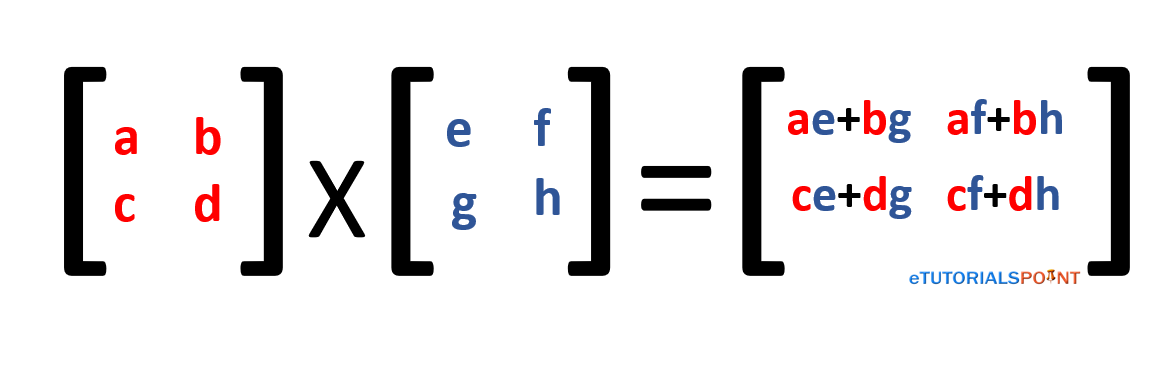 a b e f ae+bg af+bh
c d X g h = ce+dg cf+dh
eTUTORIALSPOINT